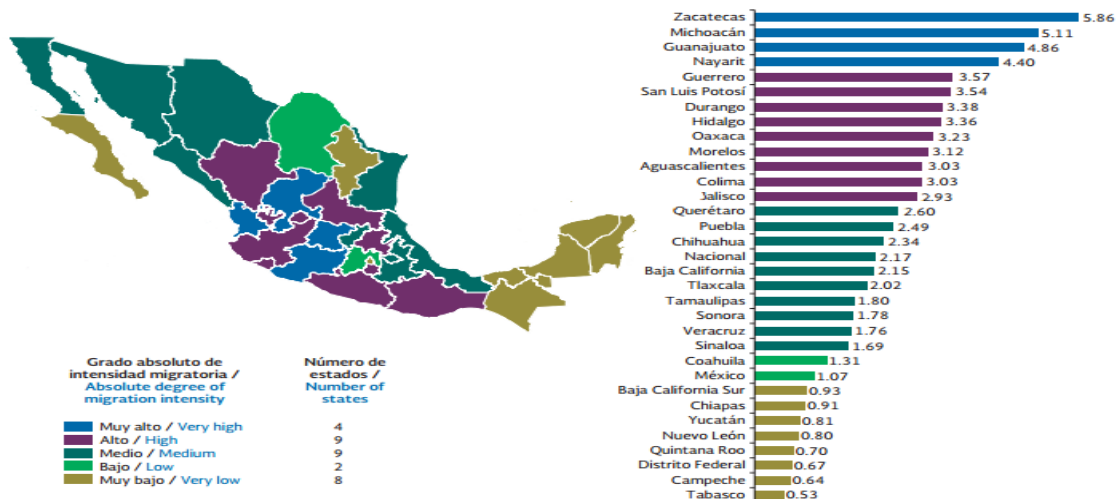 Zacatecas 5.86
Michoacán 5.11
Guanajuato 4.86
Nayarit 4.40
Guerrero 3.57
San Luis Potosí 3.54
Durango 3.38
Hidalgo 3.36
Oaxaca 3.23
Morelos 3.12
Aguascalientes 3.03
Colima 3.03
Jalisco 2.93
Querétaro 2.60
Puebla 2.49
Chihuahua 2.34
Nacional 2.17
Baja California 2.15
Tlaxcala 2.02
Tamaulipas 1.80
Sonora 1.78
Veracruz 1.76
Sinaloa 1.69
Coahuila 1.31
México 1.07
Baja California Sur 0.93
Chiapas 0.91
Yucatán 0.81
Nuevo León 0.80
Quintana Roo 0.70
Distrito Federal 0.67
Campeche 0.64
Tabasco 0.53
Grado absoluto de
intensidad migratoria /
Absolute degree of
migration intensity
Número de
estados /
Number of
states
Muy alto / Very high 4
Alto / High 9
Medio / Medium 9
Bajo / Low 2
Muy bajo / Very low 8